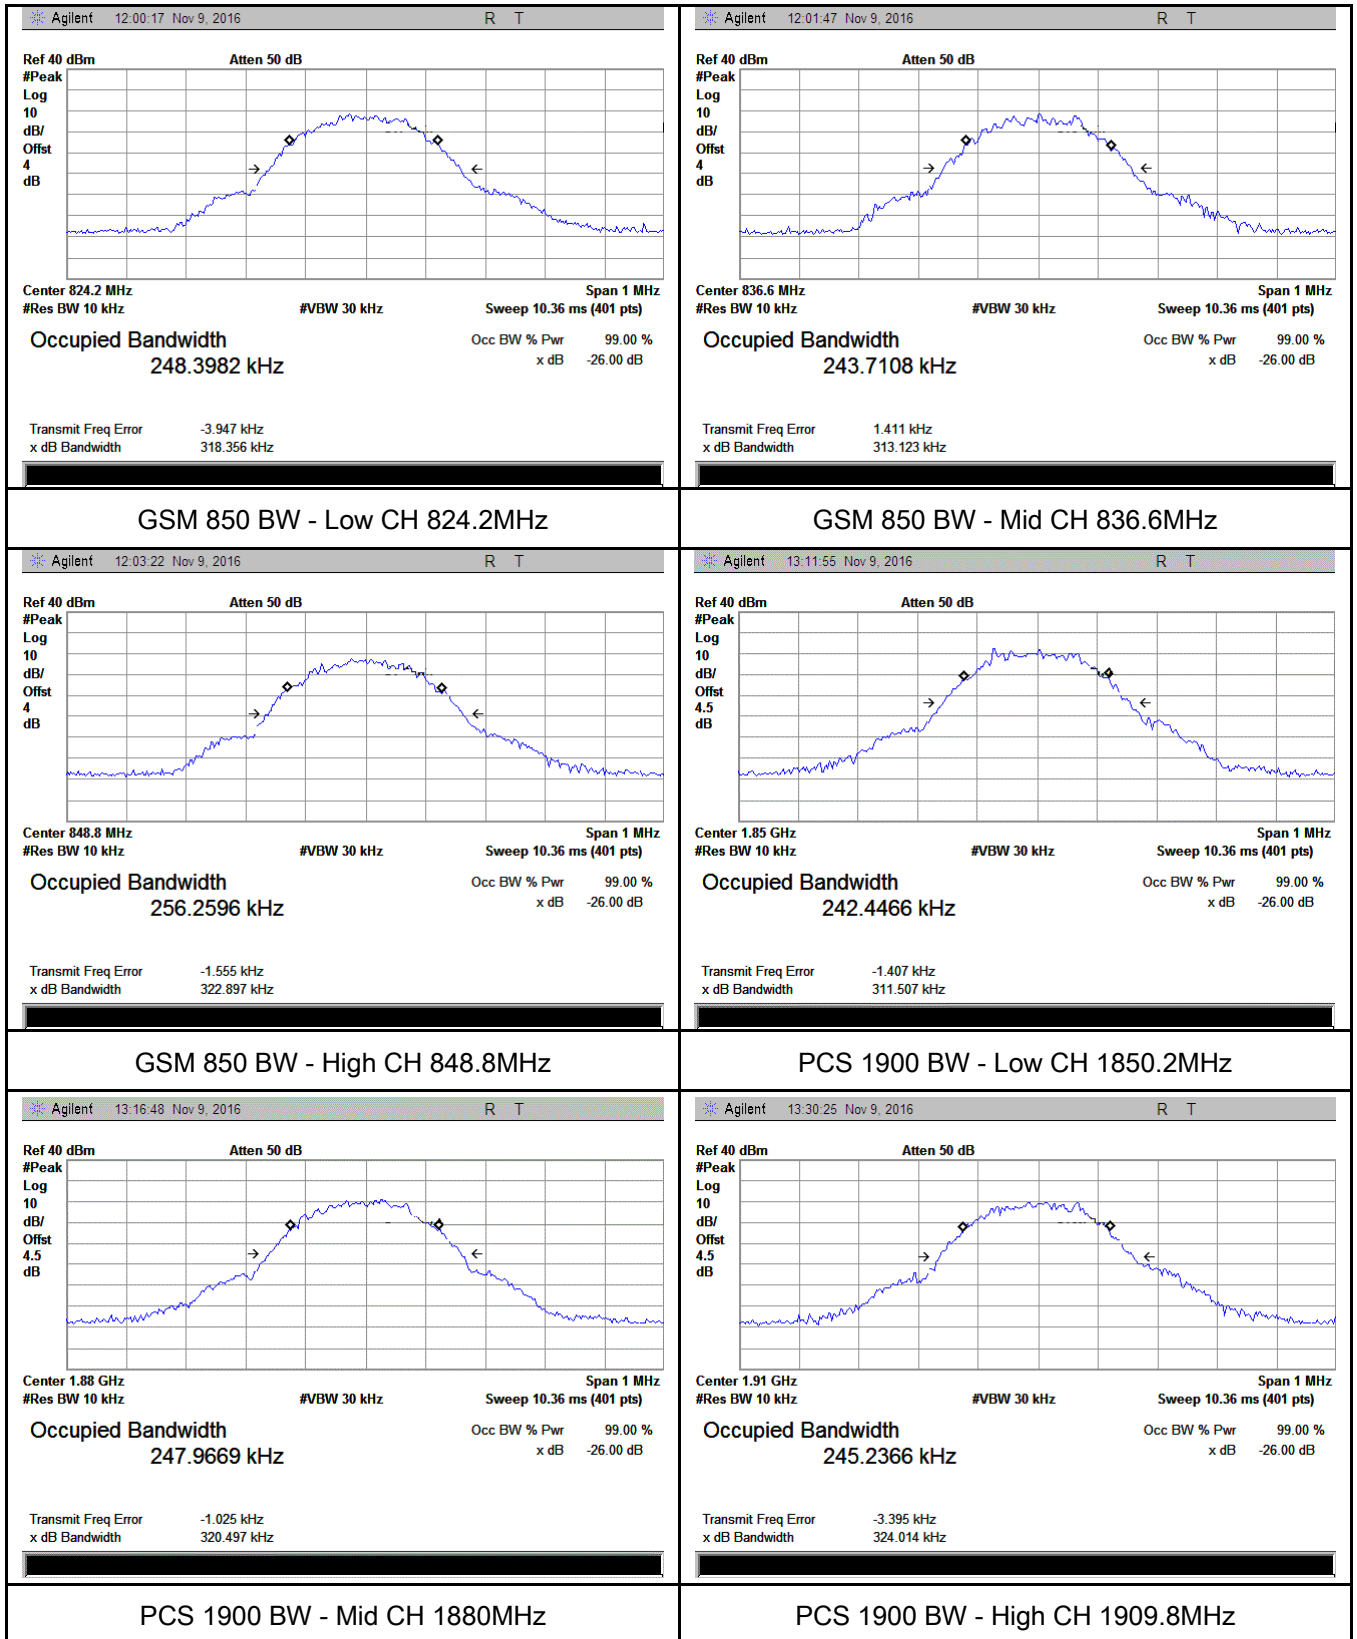 Agilent 12:00:17 Nov 9, 2016 R T
Ref 40 dBm Atten 50 dB
#Peak
Log
10
dB/
Offst
4
dB
Center 824.2 MHz Span 1 MHz
#Res BW 10 kHz #VBW 30 kHz Sweep 10.36 ms (401 pts)
Occupied Bandwidth Occ BW % Pwr 99.00 %
248.3982 kHz x dB -26.00 dB
Transmit Freq Error -3.947 kHz
x dB Bandwidth 318.356 kHz
GSM 850 BW - Low CH 824.2MHz
Agilent 12:01:47 Nov 9, 2016 R T
Ref 40 dBm Atten 50 dB
#Peak
Log
10
dB/
Offst
4
dB
Center 836.6 MHz Span 1 MHz
#Res BW 10 kHz #VBW 30 kHz Sweep 10.36 ms (401 pts)
Occupied Bandwidth Occ BW % Pwr 99.00 %
243.7108 kHz x dB -26.00 dB
Transmit Freq Error 1.411 kHz
x dB Bandwidth 313.123 kHz
GSM 850 BW - Mid CH 836.6MHz
Agilent 12:03:22 Nov 9, 2016 R T
Ref 40 dBm Atten 50 dB
#Peak
Log
10
dB/
Offst
4
dB
Center 848.8 MHz Span 1 MHz
#Res BW 10 kHz #VBW 30 kHz Sweep 10.36 ms (401 pts)
Occupied Bandwidth Occ BW % Pwr 99.00 %
256.2596 kHz x dB -26.00 dB
Transmit Freq Error -1.555 kHz
x dB Bandwidth 322.897 kHz
GSM 850 BW - High CH 848.8MHz
Agilent 13:11:55 Nov 9, 2016 R T
Ref 40 dBm Atten 50 dB
#Peak
Log
10
dB/
Offst
4.5
dB
Center 1.85 GHz Span 1 MHz
#Res BW 10 kHz #VBW 30 kHz Sweep 10.36 ms (401 pts)
Occupied Bandwidth Occ BW % Pwr 99.00 %
242.4466 kHz x dB -26.00 dB
Transmit Freq Error -1.407 kHz
x dB Bandwidth 311.507 kHz
PCS 1900 BW - Low CH 1850.2MHz
Agilent 13:16:48 Nov 9, 2016 R T
Ref 40 dBm Atten 50 dB
#Peak
Log
10
dB/
Offst
4.5
dB
Center 1.88 GHz Span 1 MHz
#Res BW 10 kHz #VBW 30 kHz Sweep 10.36 ms (401 pts)
Occupied Bandwidth Occ BW % Pwr 99.00 %
247.9669 kHz x dB -26.00 dB
Transmit Freq Error -1.025 kHz
x dB Bandwidth 320.497 kHz
PCS 1900 BW - Mid CH 1880MHz
Agilent 13:30:25 Nov 9, 2016 R T
Ref 40 dBm Atten 50 dB
#Peak
Log
10
dB/
Offst
4.5
dB
Center 1.91 GHz Span 1 MHz
#Res BW 10 kHz #VBW 30 kHz Sweep 10.36 ms (401 pts)
Occupied Bandwidth Occ BW % Pwr 99.00 %
245.2366 kHz x dB -26.00 dB
Transmit Freq Error -3.395 kHz
x dB Bandwidth 324.014 kHz
PCS 1900 BW - High CH 1909.8MHz